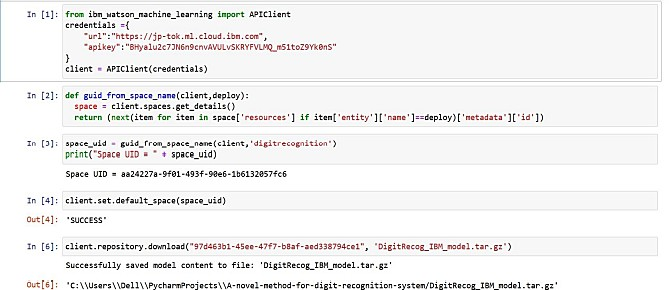 In [1]: from ibm_watson_machine_learning import APIClient
credentials ={
"url":"https://jp-tok.ml.cloud.ibm.com",
"apikey":"BHyalu2c7JN6n9cnvAVULvSKRYFVLMQ_m51toZ9Yk0nS"
}
client = APIClient(credentials)
In [2]: def guid_from_space_name(client,deploy):
space = client.spaces.get_details()
return (next(item for item in space['resources'] if item['entity']['name']==deploy)['metadata']['id'])
In [3]: space_uid = guid_from_space_name(client,'digitrecognition')
print("Space UID = " + space_uid)
Space UID = aa24227a-9f01-493f-90e6-1b6132057fc6
In [4]: client.set.default_space(space_uid)
Out[4]: 'SUCCESS'
In [6]: client.repository.download("97d463b1-45ee-47f7-b8af-aed338794ce1", 'DigitRecog_IBM_model.tar.gz')
Successfully saved model content to file: 'DigitRecog_IBM_model.tar.gz'
Out[6]: 'C:\\Users\\Dell\\PycharmProjects\\A-novel-method-for-digit-recognition-system/DigitRecog_IBM_model.tar.gz'